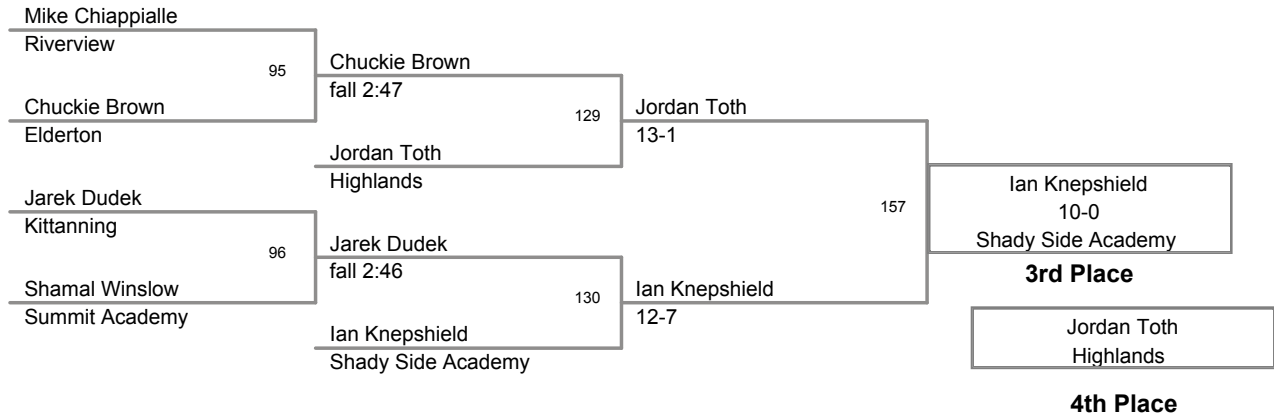 Mike Chiappialle
Riverview
95
Chuckie Brown
fall 2:47
Chuckie Brown
Elderton
129
Jordan Toth
13-1
Jordan Toth
Highlands
Jarek Dudek
Kittanning
96
Jarek Dudek
fall 2:46
Shamal Winslow
Summit Academy
130
Ian Knepshield
12-7
Ian Knepshield
Shady Side Academy
157
Ian Knepshield
10-0
Shady Side Academy
3rd Place
Jordan Toth
Highlands
4th Place